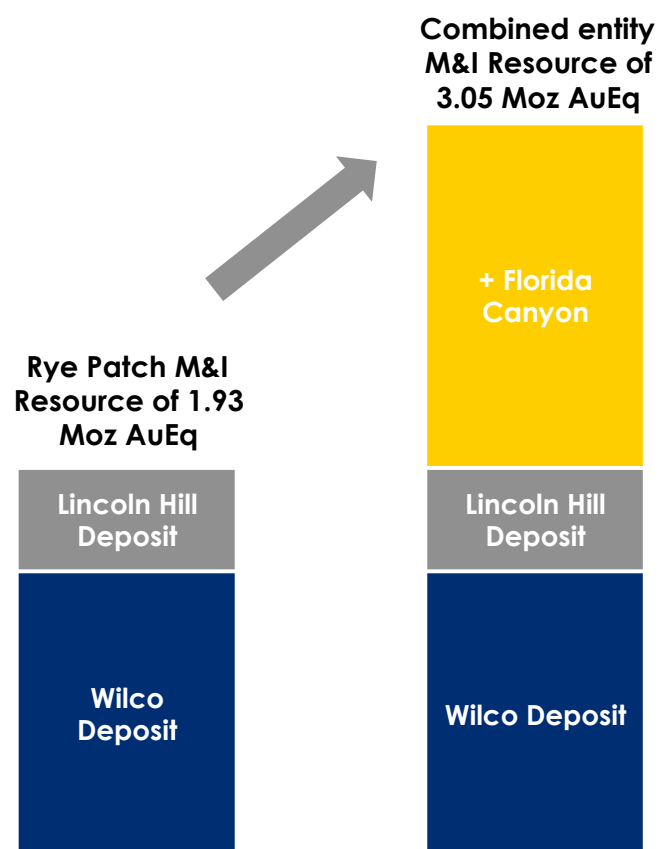 Combined entity
M&I Resource of
3.05 Moz AuEq
+ Florida
Canyon
Rye Patch M&I
Resource of 1.93
Moz AuEq
Lincoln Hill
Deposit
Lincoln Hill
Deposit
Wilco
Deposit
Wilco Deposit